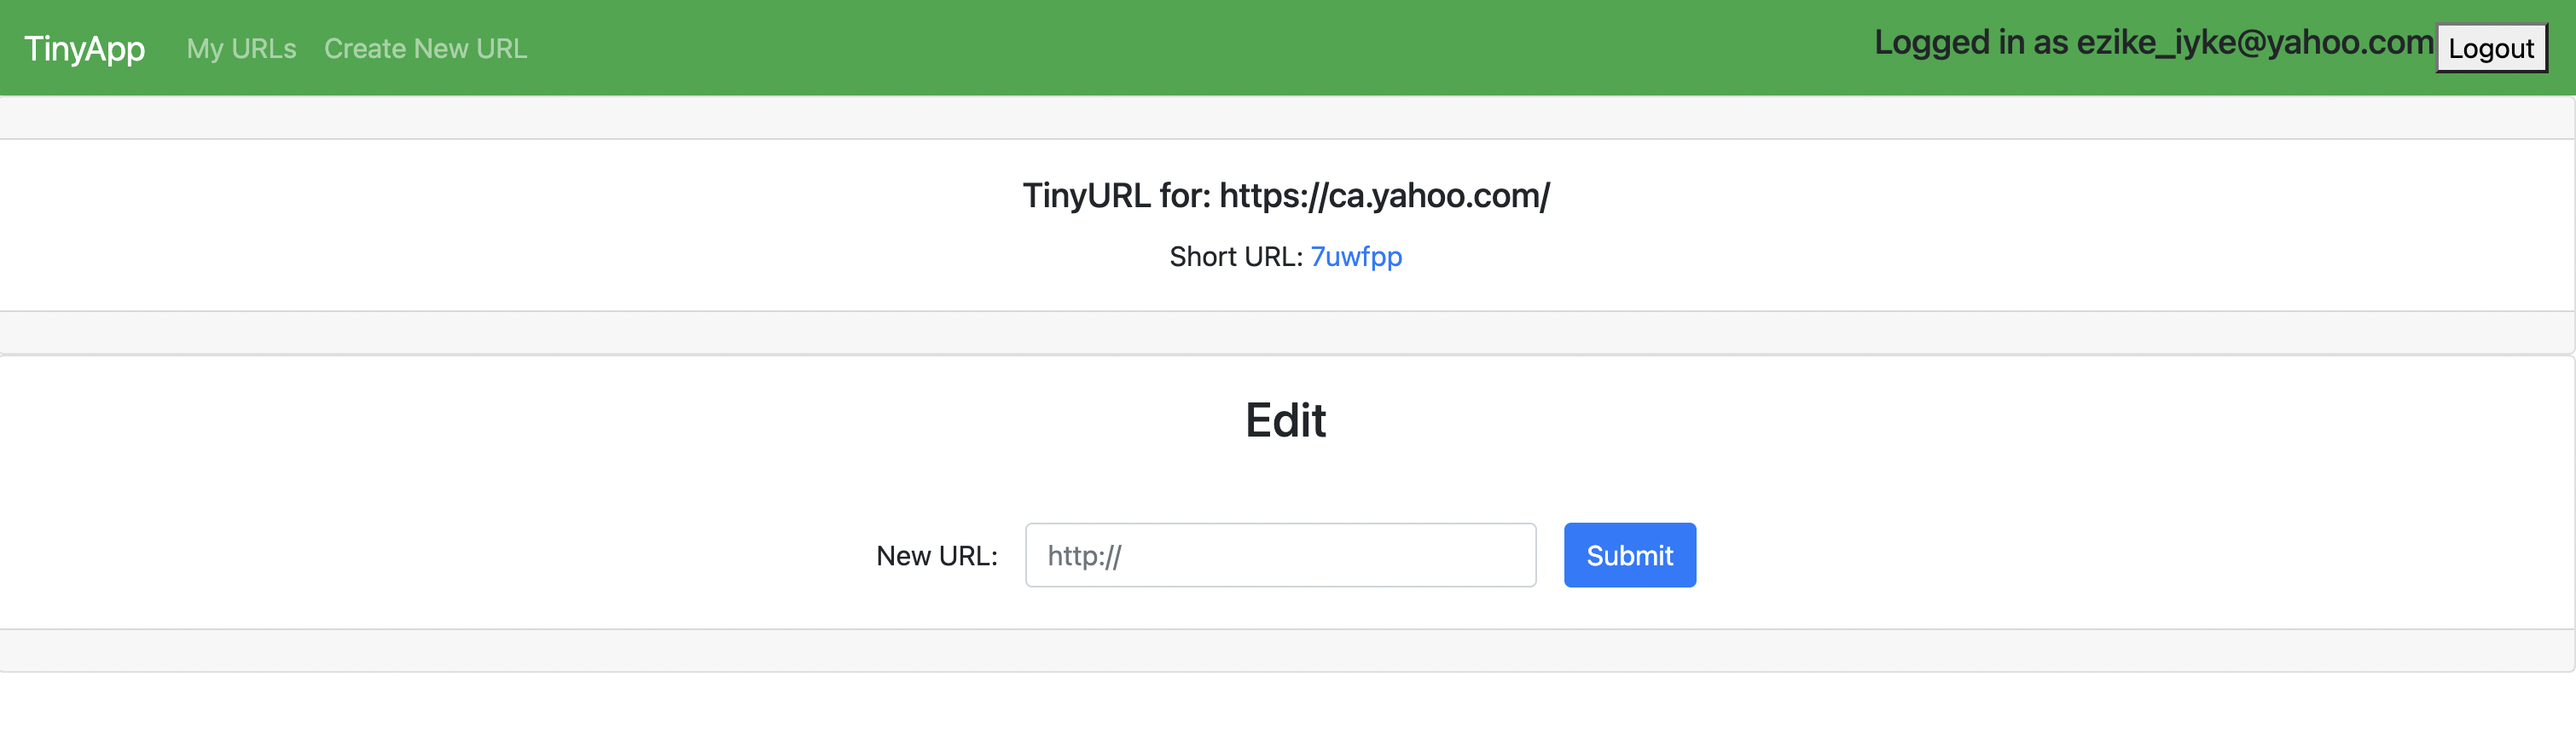 TinyApp My URLs Create New URL Logged in as ezike_iyke@yahoo.com Logout
TinyURL for: https://ca.yahoo.com/
Short URL: 7uwfpp
Edit
New URL: http:// Submit